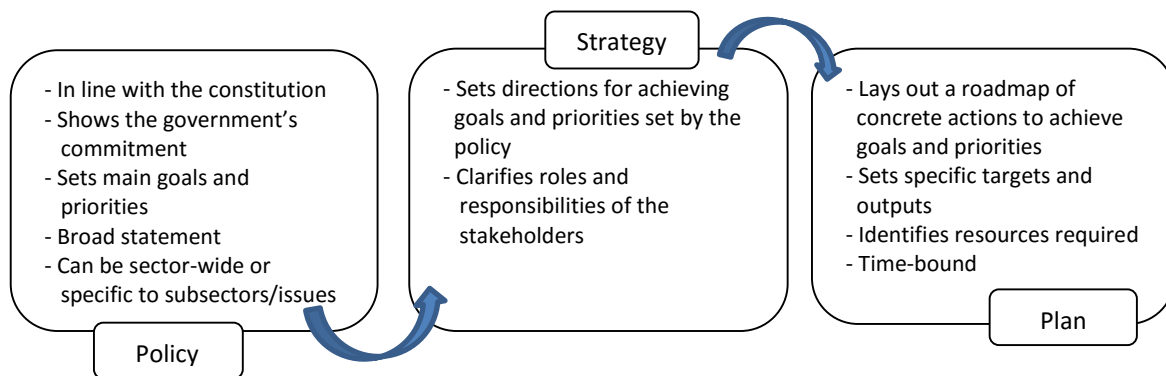 - In line with the constitution
- Shows the government’s
commitment
- Sets main goals and
priorities
- Broad statement
- Can be sector-wide or
specific to subsectors/issues
Policy
Strategy
- Sets directions for achieving
goals and priorities set by the
policy
- Clarifies roles and
responsibilities of the
stakeholders
- Lays out a roadmap of
concrete actions to achieve
goals and priorities
- Sets specific targets and
outputs
- Identifies resources required
- Time-bound
Plan